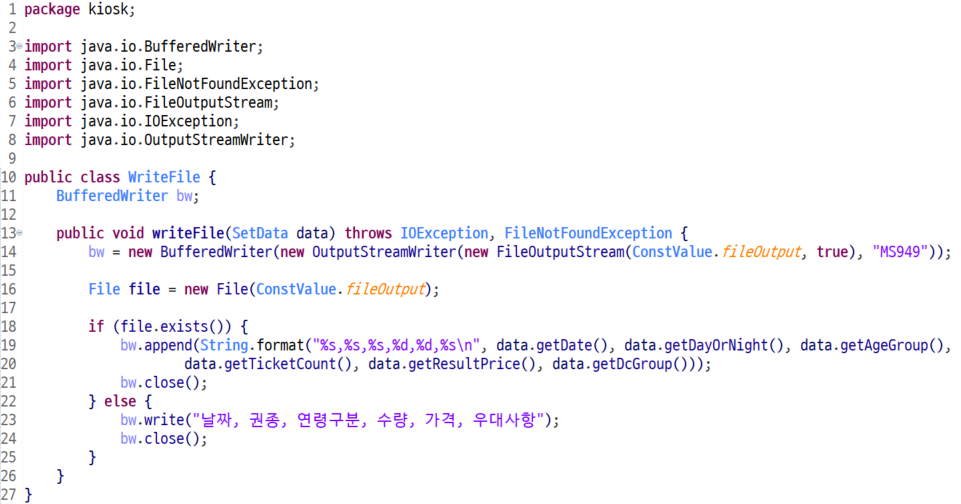 1 package kiosk;
2
3 import java.io.BufferedWriter;
4 import java.io.File;
5 import java.io.FileNotFoundException;
6 import java.io.FileOutputStream;
7 import java.io.IOException;
8 import java.io.OutputStreamWriter;
9
10 public class WriteFile {
11     BufferedWriter bw;
12
13     public void writeFile(SetData data) throws IOException, FileNotFoundException {
14         bw = new BufferedWriter(new OutputStreamWriter(new FileOutputStream(ConstValue.fileOutput, true), "MS949"));
15
16         File file = new File(ConstValue.fileOutput);
17
18         if (file.exists()) {
19             bw.append(String.format("%s,%s,%s,%d,%d,%s\n", data.getDate(), data.getDayOrNight(), data.getAgeGroup(),
20                     data.getTicketCount(), data.getResultPrice(), data.getDcGroup()));
21             bw.close();
22         } else {
23             bw.write("날짜, 권종, 연령구분, 수량, 가격, 우대사항");
24             bw.close();
25         }
26     }
27 }